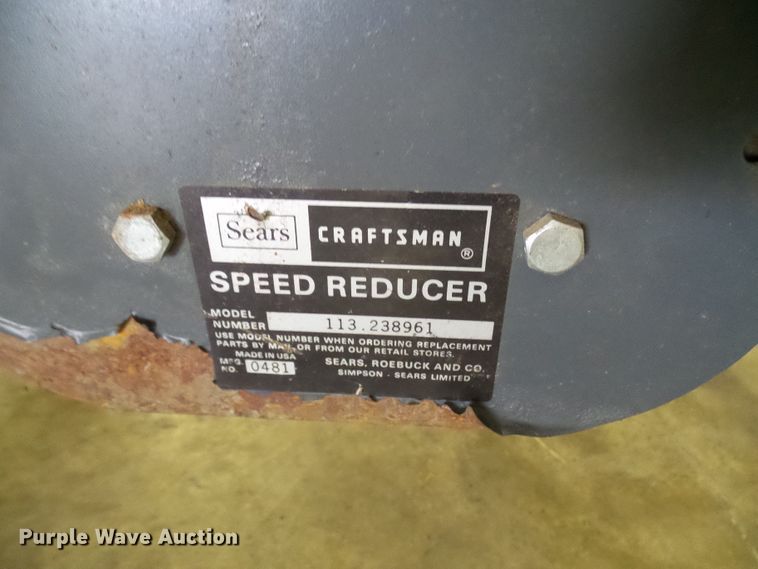 Sears CRAFTSMAN ®
SPEED REDUCER
MODEL
NUMBER 113.238961
USE MODEL NUMBER WHEN ORDERING REPLACEMENT
PARTS BY MAIL OR FROM OUR RETAIL STORES.
MADE IN USA SEARS, ROEBUCK AND CO.
MFG. NO. 0481 SIMPSON - SEARS LIMITED
Purple Wave Auction